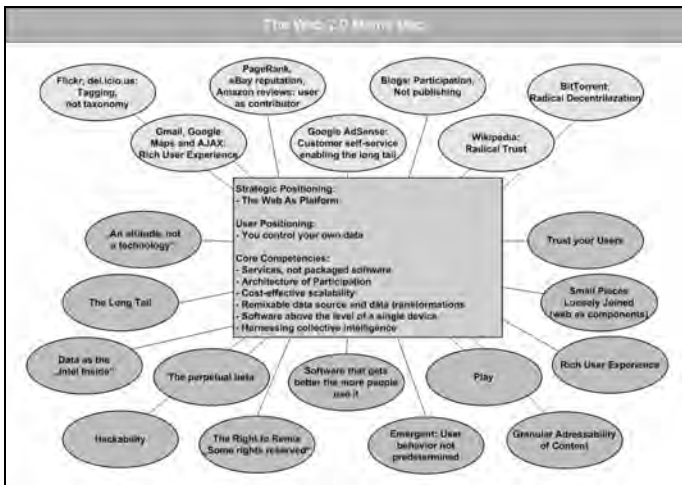 The Web 2.0 Meme Map
Flickr, del.icio.us:
Tagging,
not taxonomy
PageRank,
eBay reputation,
Amazon reviews: user
as contributor
Blogs: Participation,
Not publishing
BitTorrent:
Radical Decentrilazation
Gmail, Google
Maps and AJAX:
Rich User Experience
Google AdSense:
Customer self-service
enabling the long tail
Wikipedia:
Radical Trust
Strategic Positioning:
- The Web As Platform
User Positioning:
- You control your own data
Core Competencies:
- Services, not packaged software
- Architecture of Participation
- Cost-effective scalability
- Remixable data source and data transformations
- Software above the level of a single device
- Harnessing collective intelligence
„An attitude, not
a technology“
Trust your Users
The Long Tail
Small Pieces
Loosely Joined
(web as components)
Data as the
„Intel Inside“
The perpetual beta
Software that gets
better the more people
use it
Play
Rich User Experience
Hackability
The Right to Remix
„Some rights reserved“
Emergent: User
behavior not
predetermined
Granular Adressability
of Content